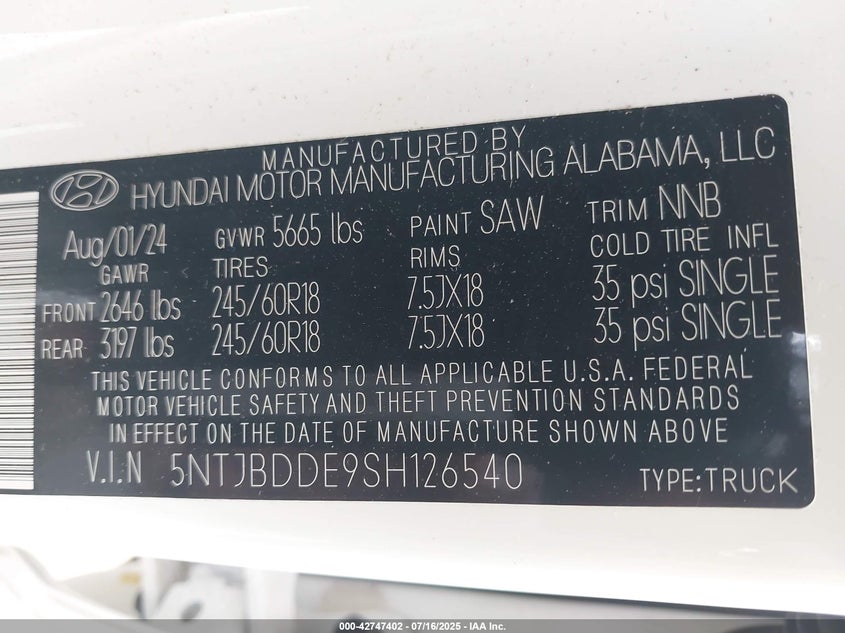 MANUFACTURED BY
HYUNDAI MOTOR MANUFACTURING ALABAMA, LLC
Aug/01/24 GVWR 5665 lbs PAINT SAW TRIM NNB
GAWR TIRES RIMS COLD TIRE INFL
FRONT 2646 lbs 245/60R18 7.5JX18 35 psi SINGLE
REAR 3197 lbs 245/60R18 7.5JX18 35 psi SINGLE
THIS VEHICLE CONFORMS TO ALL APPLICABLE U.S.A. FEDERAL
MOTOR VEHICLE SAFETY AND THEFT PREVENTION STANDARDS
IN EFFECT ON THE DATE OF MANUFACTURE SHOWN ABOVE
V.I.N 5NTJBDDE9SH126540 TYPE:TRUCK
000-42747402 - 07/16/2025 - IAA Inc.